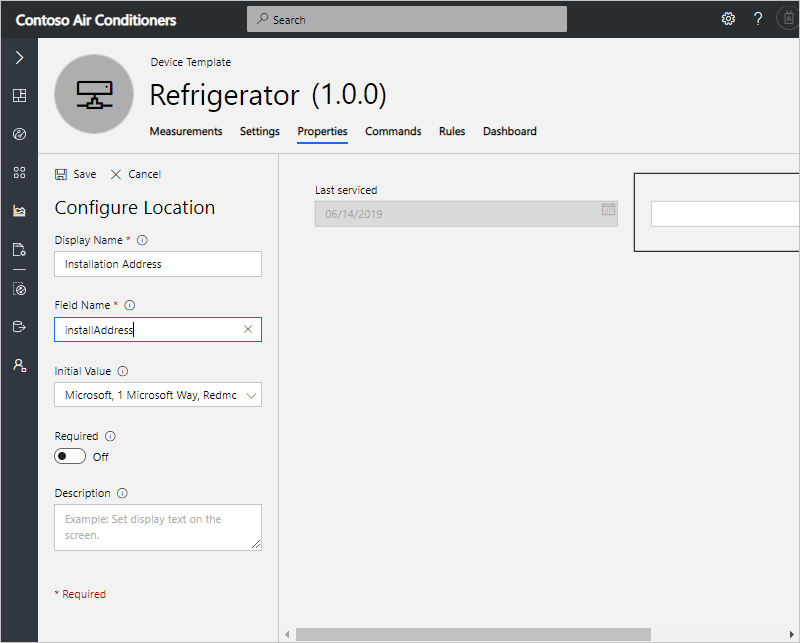 Contoso Air Conditioners
Search
?
Device Template
Refrigerator (1.0.0)
Measurements Settings Properties Commands Rules Dashboard
Save Cancel
Configure Location
Display Name *
Installation Address
Field Name *
installAddress
Initial Value
Microsoft, 1 Microsoft Way, Redmc
Required
Off
Description
Example: Set display text on the
screen.
* Required
Last serviced
06/14/2019